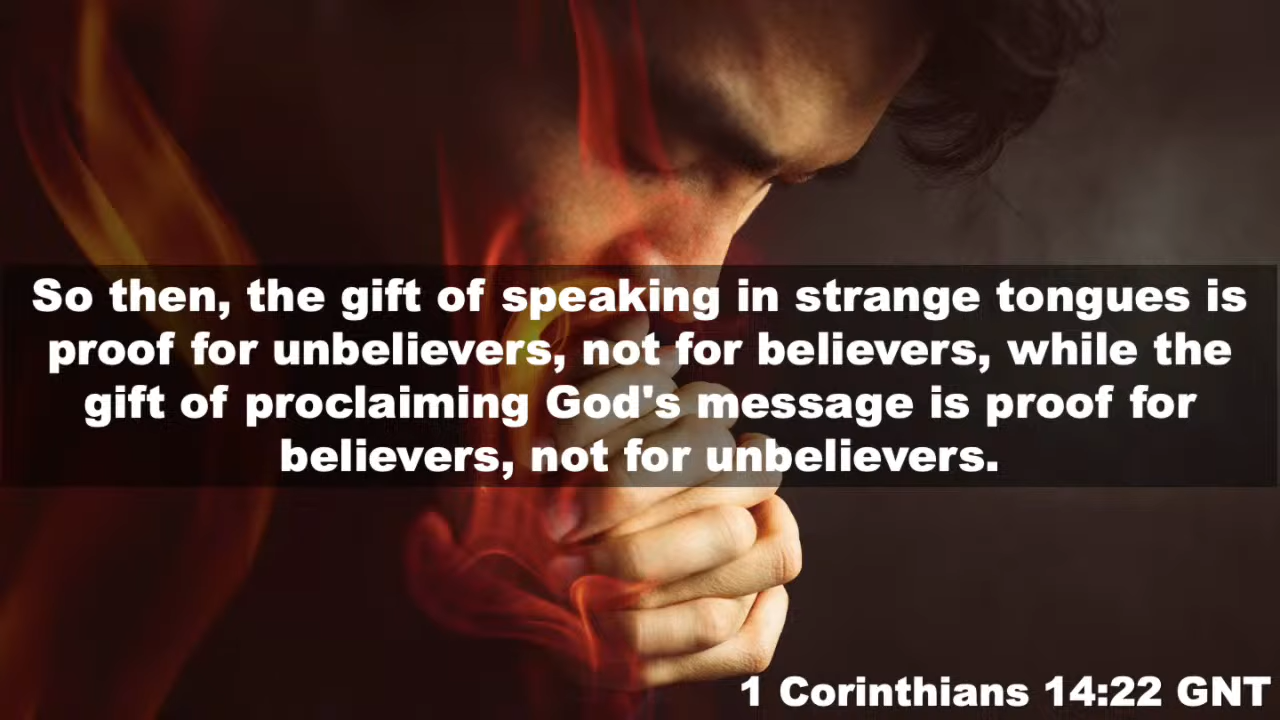 So then, the gift of speaking in strange tongues is
proof for unbelievers, not for believers, while the
gift of proclaiming God's message is proof for
believers, not for unbelievers.
1 Corinthians 14:22 GNT